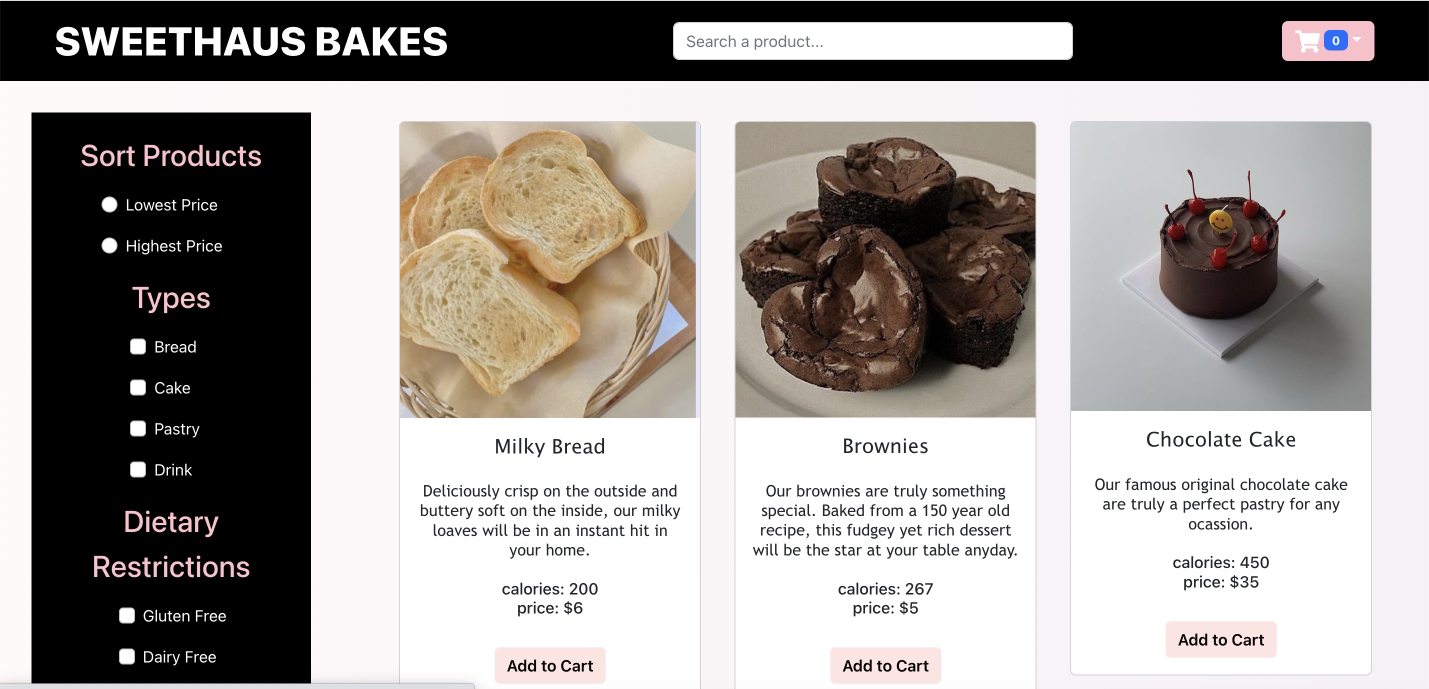 SWEETHAUS BAKES
Search a product...
0
Sort Products
Lowest Price
Highest Price
Types
Bread
Cake
Pastry
Drink
Dietary
Restrictions
Gluten Free
Dairy Free
Milky Bread
Deliciously crisp on the outside and
buttery soft on the inside, our milky
loaves will be in an instant hit in
your home.
calories: 200
price: $6
Add to Cart
Brownies
Our brownies are truly something
special. Baked from a 150 year old
recipe, this fudgey yet rich dessert
will be the star at your table anyday.
calories: 267
price: $5
Add to Cart
Chocolate Cake
Our famous original chocolate cake
are truly a perfect pastry for any
ocassion.
calories: 450
price: $35
Add to Cart